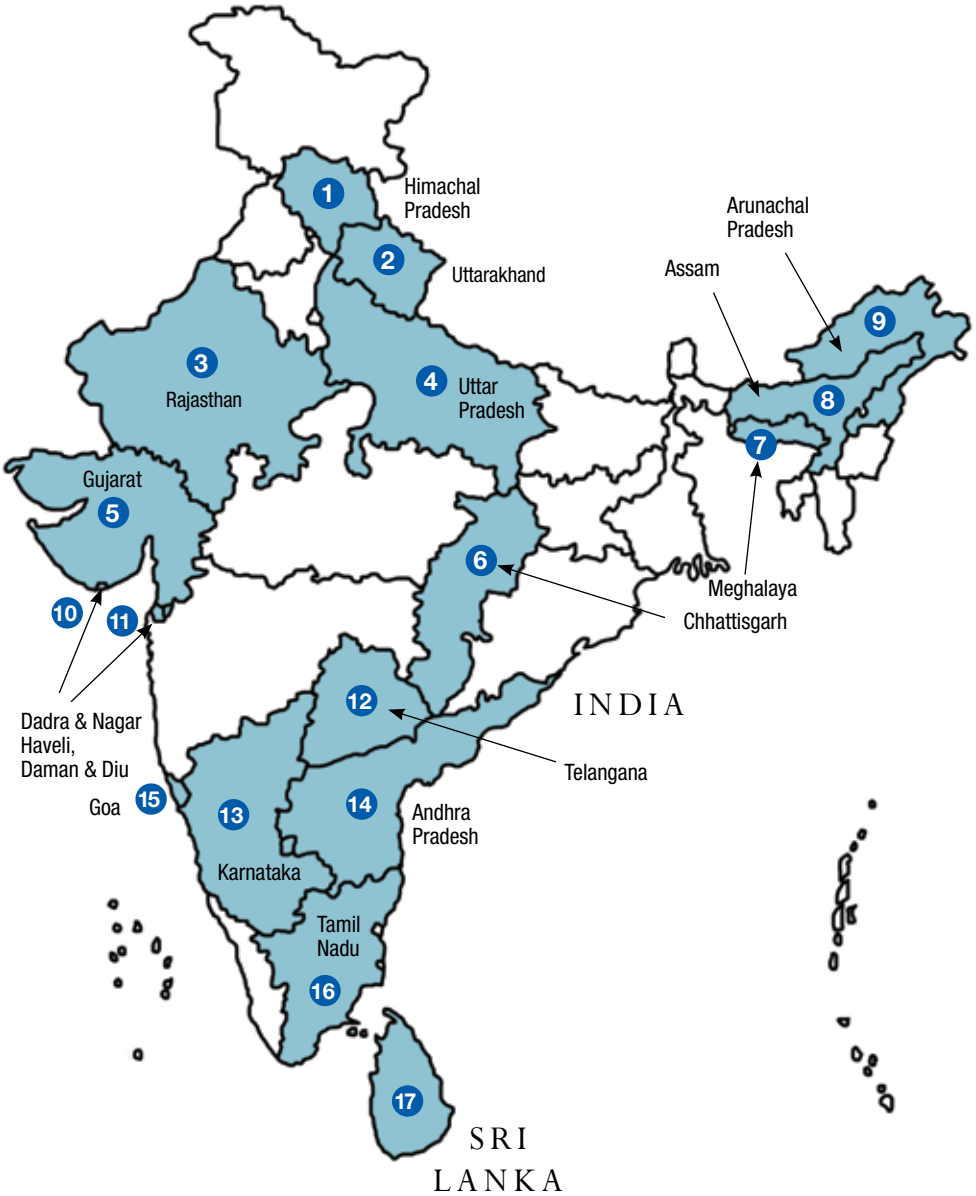 1
Himachal
Pradesh
2
Uttarakhand
Arunachal
Pradesh
Assam
9
3
Rajasthan
4
Uttar
Pradesh
8
7
Gujarat
5
6
Meghalaya
Chhattisgarh
10
11
12
INDIA
Dadra & Nagar
Haveli,
Daman & Diu
Telangana
15
Goa
13
14
Andhra
Pradesh
Karnataka
Tamil
Nadu
16
17
SRI
LANKA